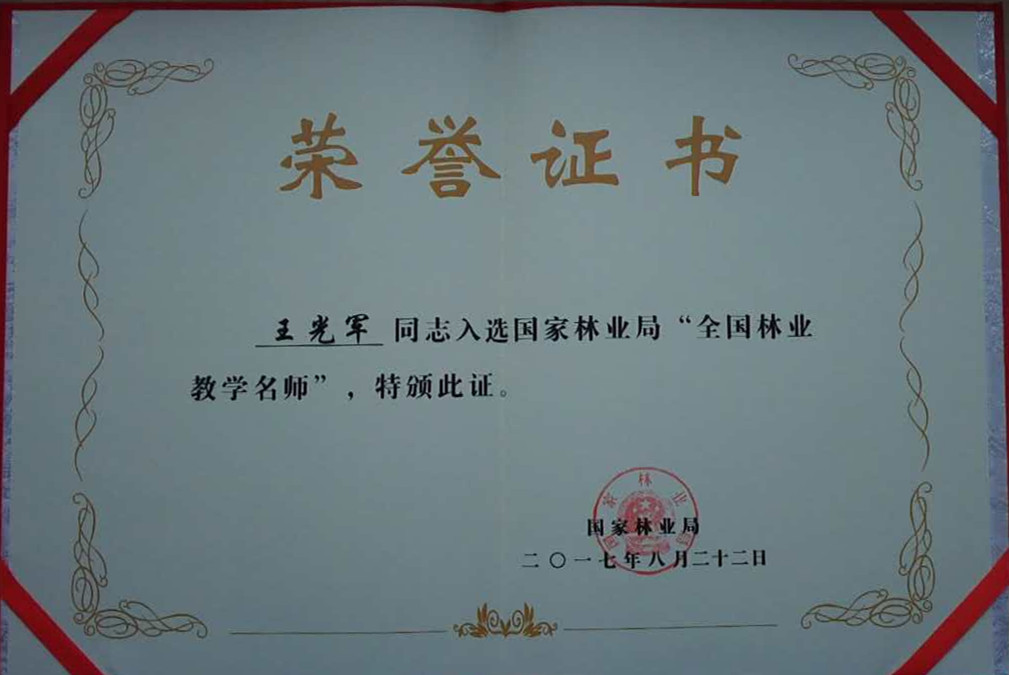 荣誉证书
王光军 同志入选国家林业局“全国林业
教学名师”，特颁此证。
国家林业局
二〇一七年八月二十二日